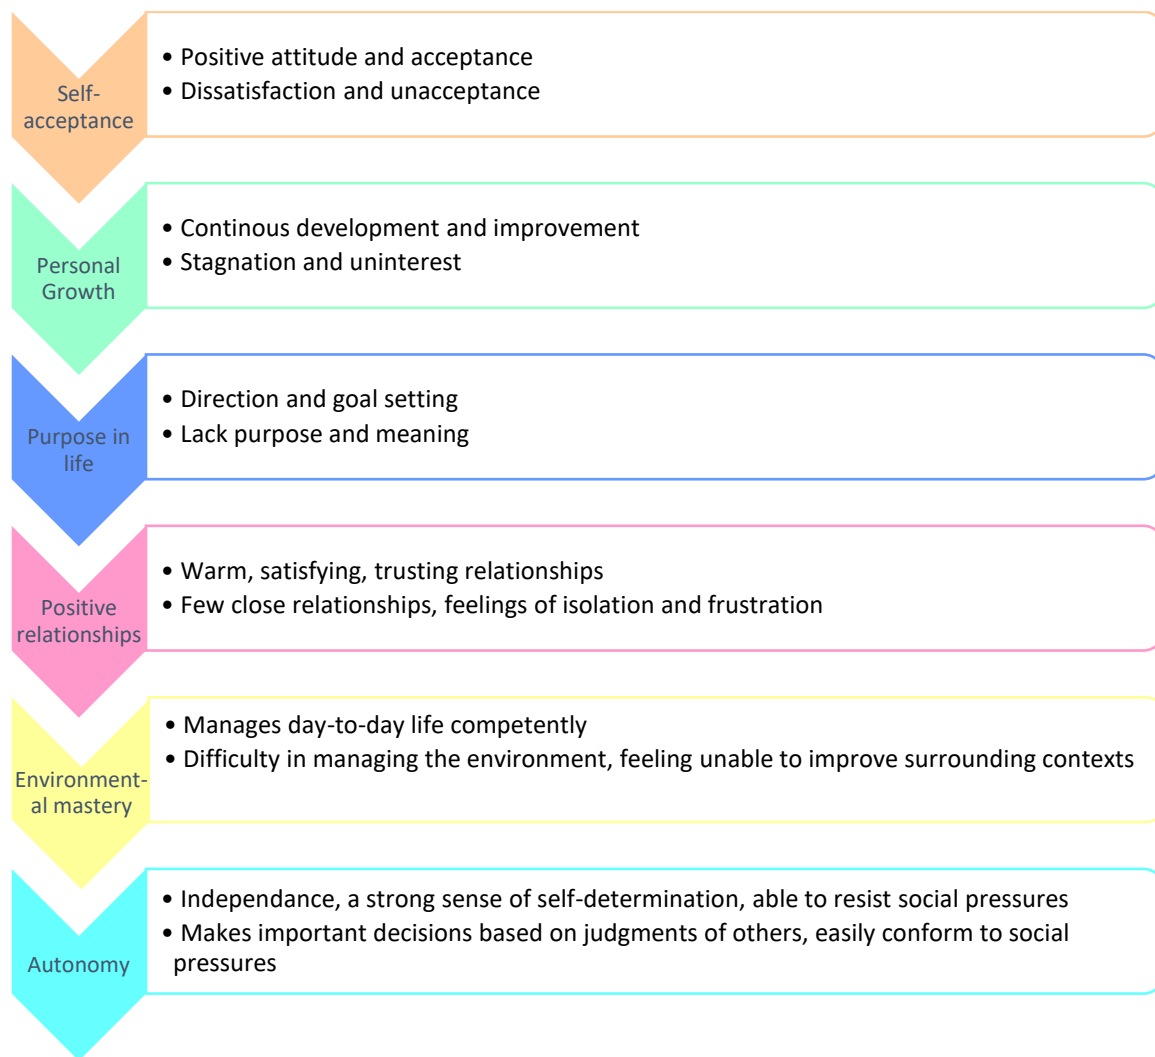 Self-
acceptance
• Positive attitude and acceptance
• Dissatisfaction and unacceptance
Personal
Growth
• Continous development and improvement
• Stagnation and uninterest
Purpose in
life
• Direction and goal setting
• Lack purpose and meaning
Positive
relationships
• Warm, satisfying, trusting relationships
• Few close relationships, feelings of isolation and frustration
Environment-
al mastery
• Manages day-to-day life competently
• Difficulty in managing the environment, feeling unable to improve surrounding contexts
Autonomy
• Independance, a strong sense of self-determination, able to resist social pressures
• Makes important decisions based on judgments of others, easily conform to social
pressures